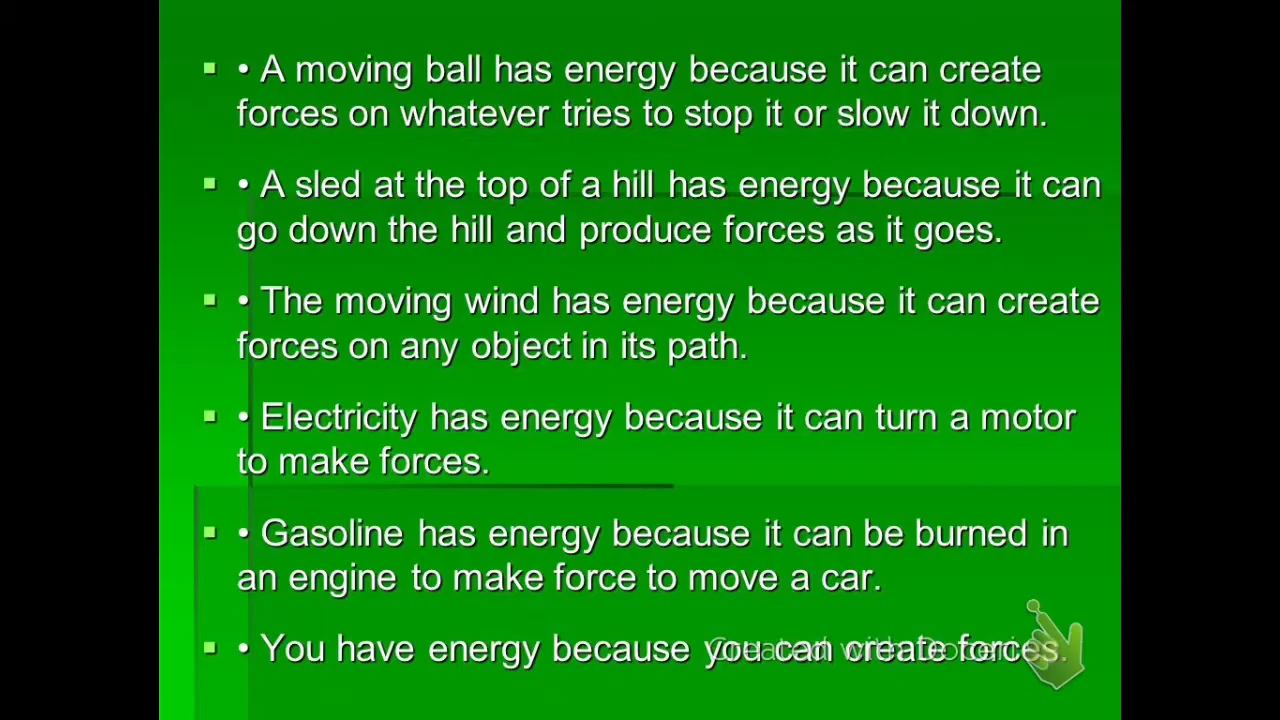 • A moving ball has energy because it can create
forces on whatever tries to stop it or slow it down.
• A sled at the top of a hill has energy because it can
go down the hill and produce forces as it goes.
• The moving wind has energy because it can create
forces on any object in its path.
• Electricity has energy because it can turn a motor
to make forces.
• Gasoline has energy because it can be burned in
an engine to make force to move a car.
• You have energy because you can create forces.
Created with Doceri